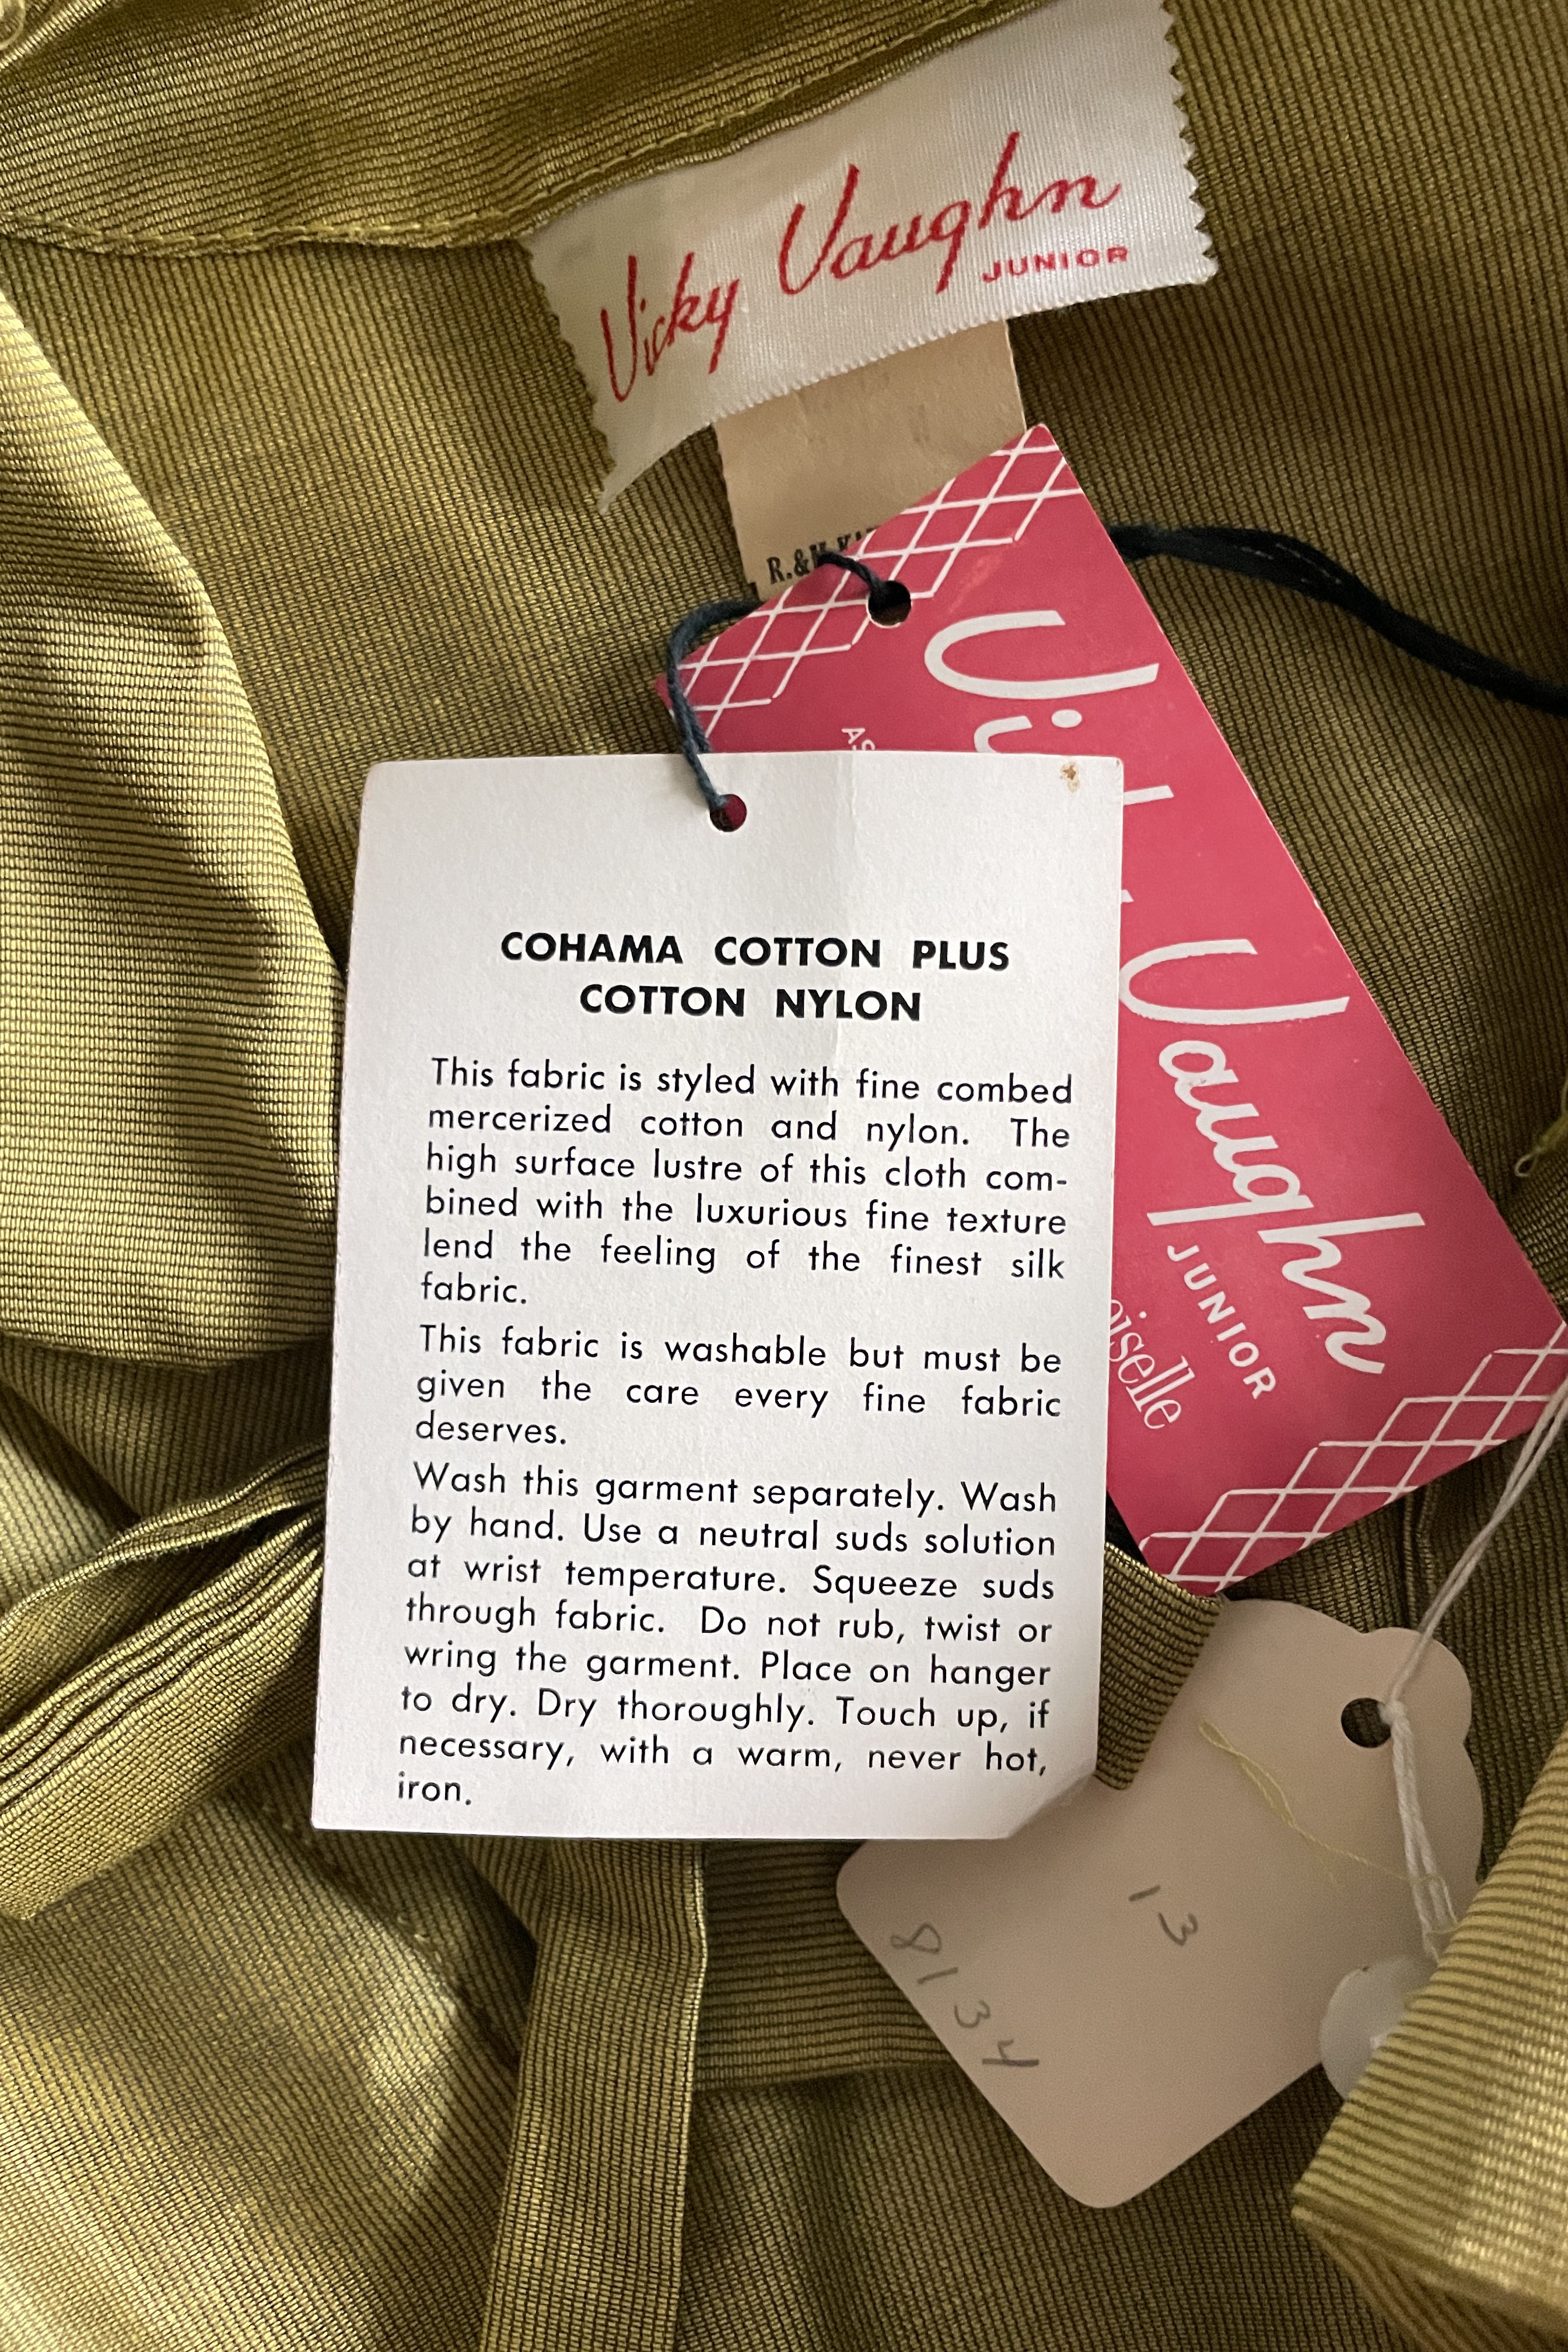 Vicky Vaughn
JUNIOR
R.&
Vaughn
JUNIOR
COHAMA COTTON PLUS
COTTON NYLON
This fabric is styled with fine combed
mercerized cotton and nylon. The
high surface lustre of this cloth com-
bined with the luxurious fine texture
lend the feeling of the finest silk
fabric.
This fabric is washable but must be
given the care every fine fabric
deserves.
Wash this garment separately. Wash
by hand. Use a neutral suds solution
at wrist temperature. Squeeze suds
through fabric. Do not rub, twist or
wring the garment. Place on hanger
to dry. Dry thoroughly. Touch up, if
necessary, with a warm, never hot,
iron.
13
8134